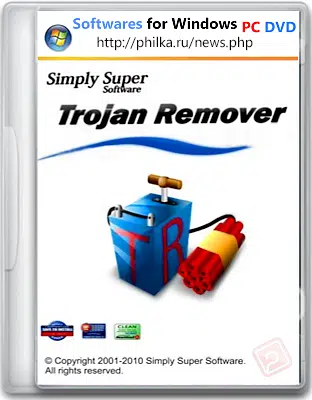 Softwares for Windows PC DVD
http://philka.ru/news.php
Simply Super
Software
Trojan Remover
T R
CLEAN
© Copyright 2001-2010 Simply Super Software.
All rights reserved.